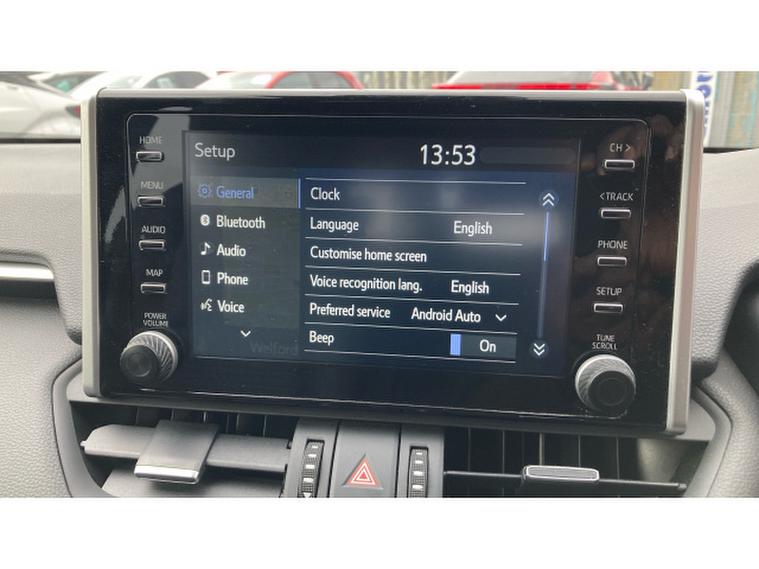 HOME
MENU
AUDIO
MAP
POWER
VOLUME
Setup 13:53
General
Bluetooth
Audio
Phone
Voice
Clock
Language English
Customise home screen
Voice recognition lang. English
Preferred service Android Auto
Beep On
Welford
CH >
< TRACK
PHONE
SETUP
TUNE
SCROLL